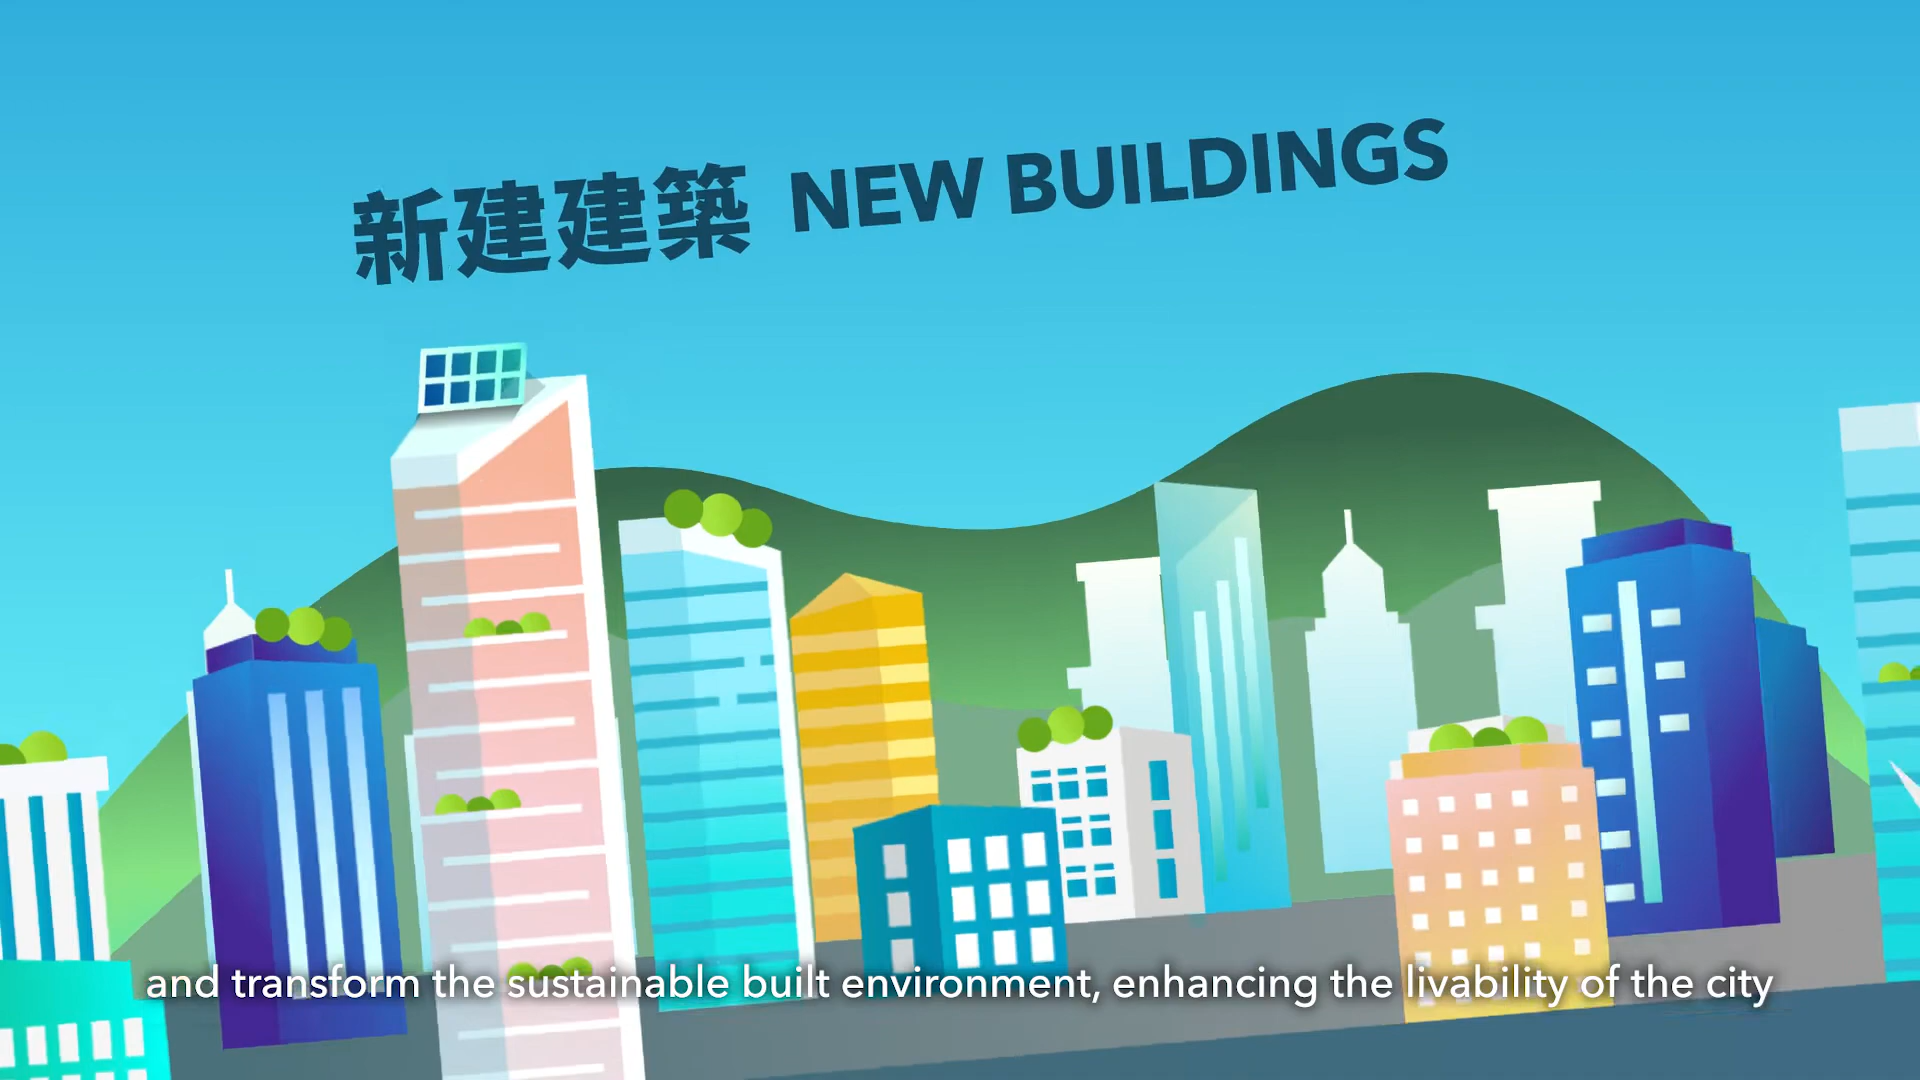 新建建築 NEW BUILDINGS
and transform the sustainable built environment, enhancing the livability of the city